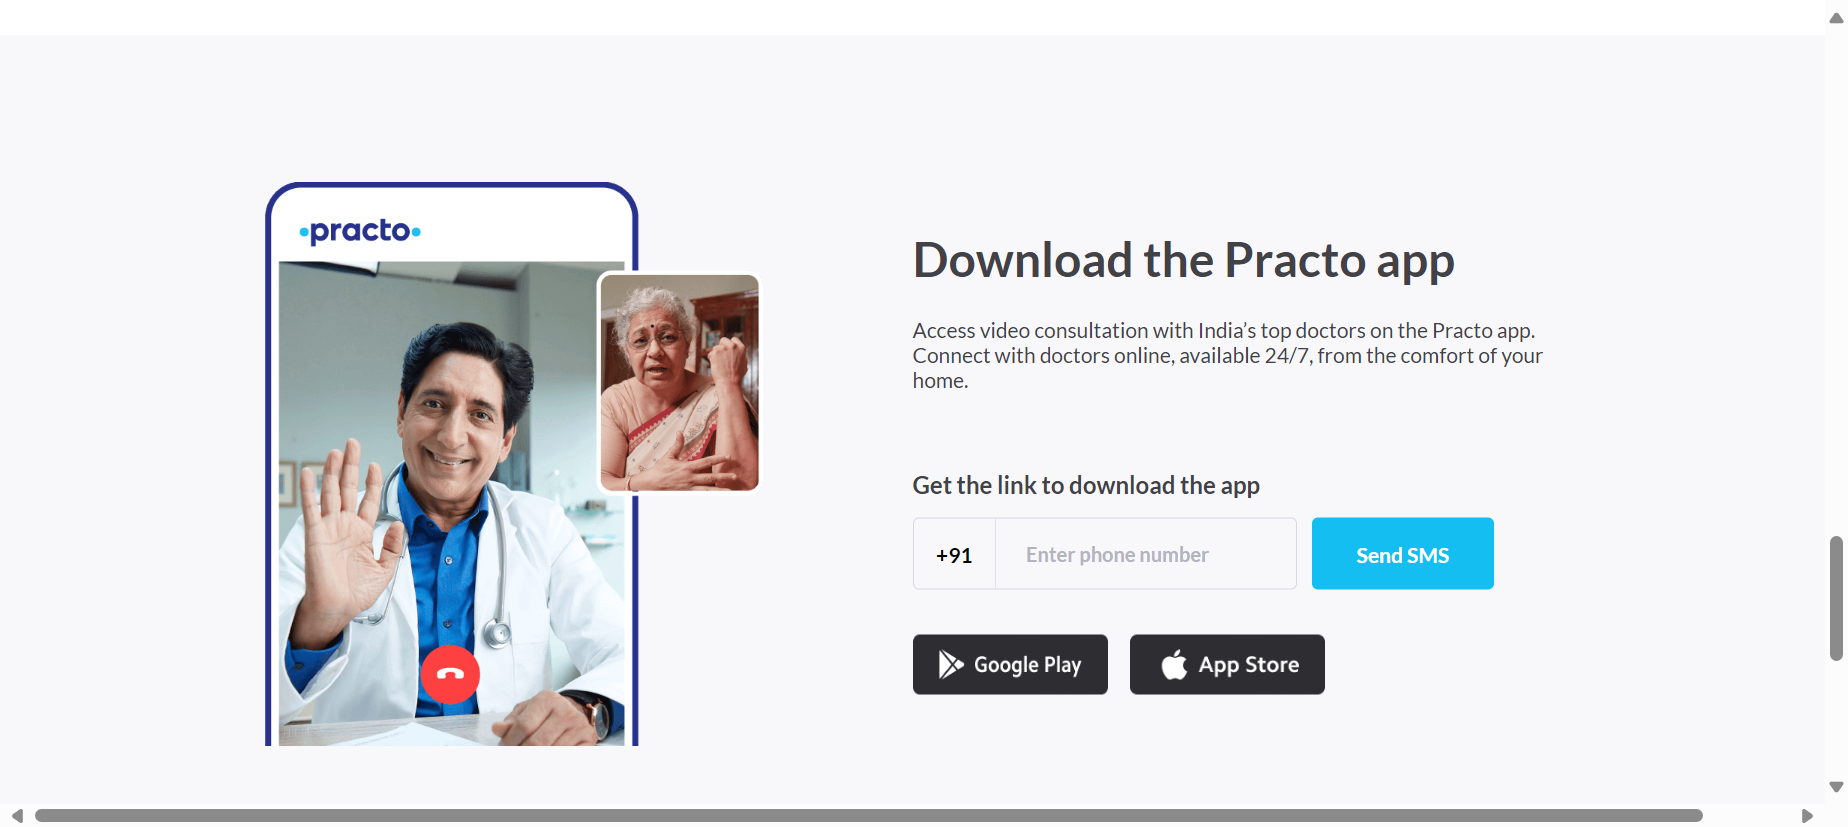 practo
Download the Practo app
Access video consultation with India’s top doctors on the Practo app.
Connect with doctors online, available 24/7, from the comfort of your
home.
Get the link to download the app
+91 Enter phone number Send SMS
Google Play App Store